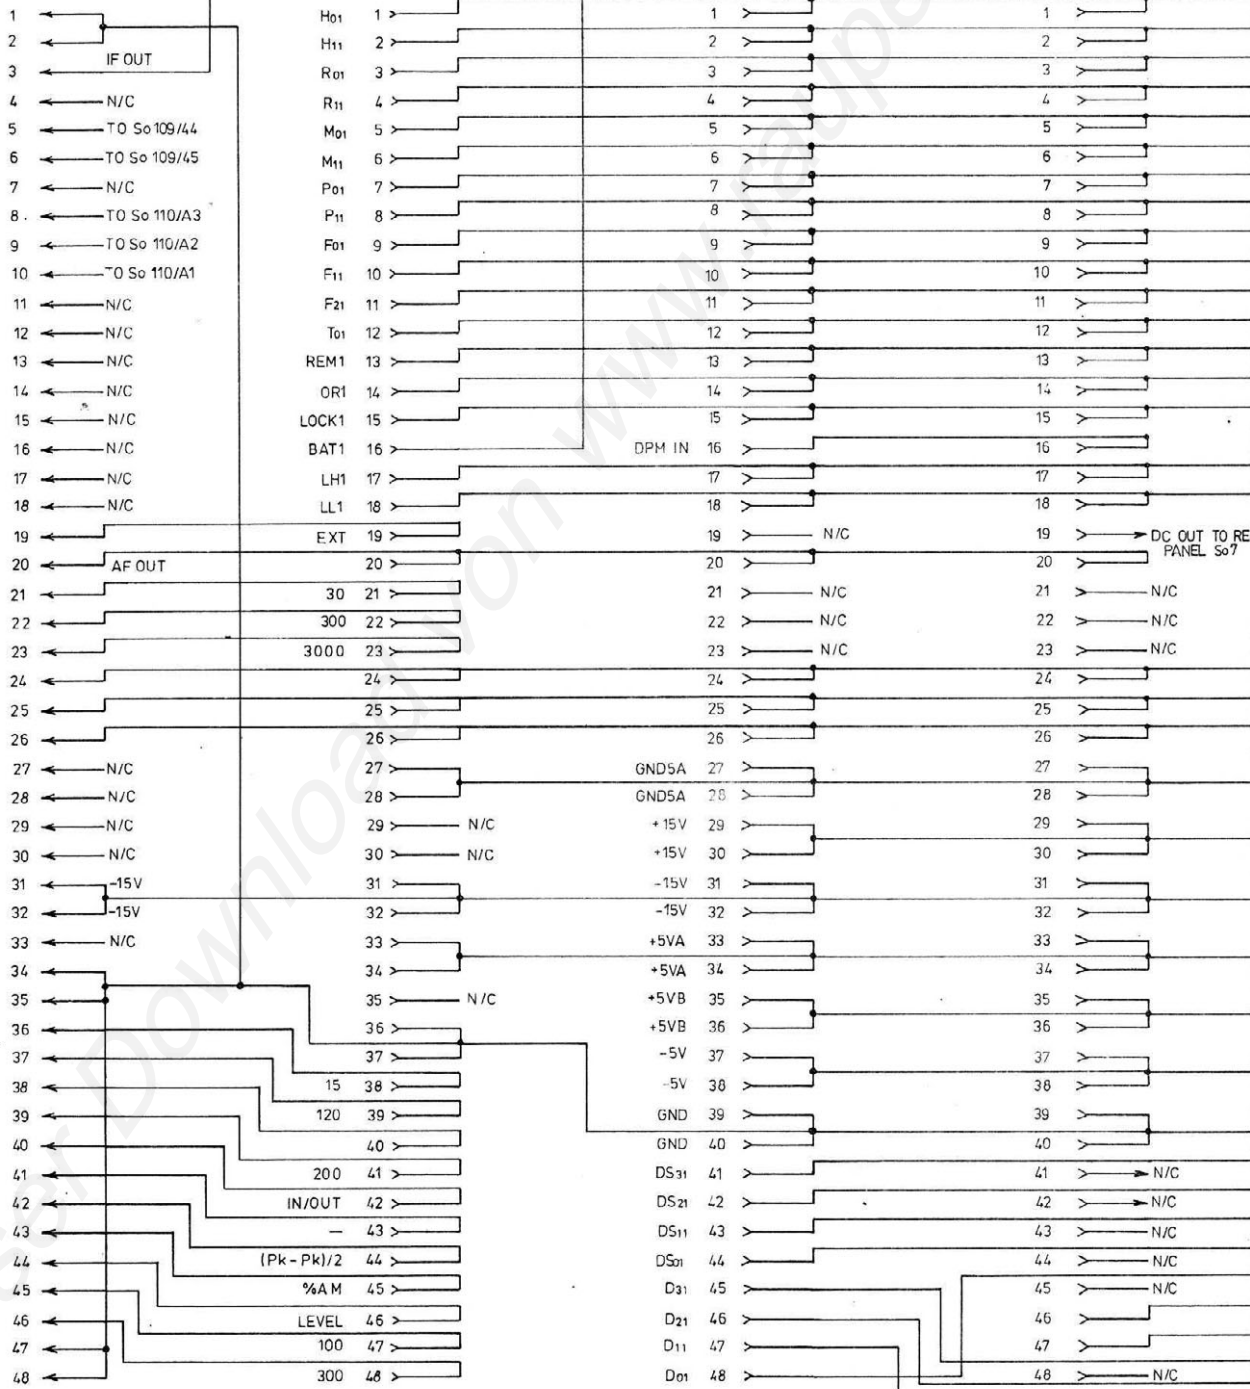 1 H01 1 1 1
2 H11 2 2 2
IF OUT
3 R01 3 3 3
4 N/C R11 4 4 4
5 TO So 109/44 M01 5 5 5
6 TO So 109/45 M11 6 6 6
7 N/C P01 7 7 7
8. TO So 110/A3 P11 8 8 8
9 TO So 110/A2 F01 9 9 9
10 TO So 110/A1 F11 10 10 10
11 N/C F21 11 11 11
12 N/C T01 12 12 12
13 N/C REM1 13 13 13
14 N/C OR1 14 14 14
15 N/C LOCK1 15 15 15
16 N/C BAT1 16 DPM IN 16 16
17 N/C LH1 17 17 17
18 N/C LL1 18 18 18
19 EXT 19 19 N/C 19 DC OUT TO RE
PANEL So7
20 AF OUT 20 20 20
21 30 21 21 N/C 21 N/C
22 300 22 22 N/C 22 N/C
23 3000 23 23 N/C 23 N/C
24 24 24 24
25 25 25 25
26 26 26 26
27 N/C 27 GND5A 27 27
28 N/C 28 GND5A 28 28
29 N/C 29 N/C +15V 29 29
30 N/C 30 N/C +15V 30 30
31 -15V 31 -15V 31 31
32 -15V 32 -15V 32 32
33 N/C 33 +5VA 33 33
34 34 +5VA 34 34
35 35 N/C +5VB 35 35
36 36 +5VB 36 36
37 37 -5V 37 37
38 15 38 -5V 38 38
39 120 39 GND 39 39
40 40 GND 40 40
41 200 41 DS31 41 41 N/C
42 IN/OUT 42 DS21 42 42 N/C
43 — 43 DS11 43 43 N/C
44 (Pk-Pk)/2 44 DS01 44 44 N/C
45 %AM 45 D31 45 45 N/C
46 LEVEL 46 D21 46 46
47 100 47 D11 47 47
48 300 48 D01 48 48 N/C
ser Download von www.raupe